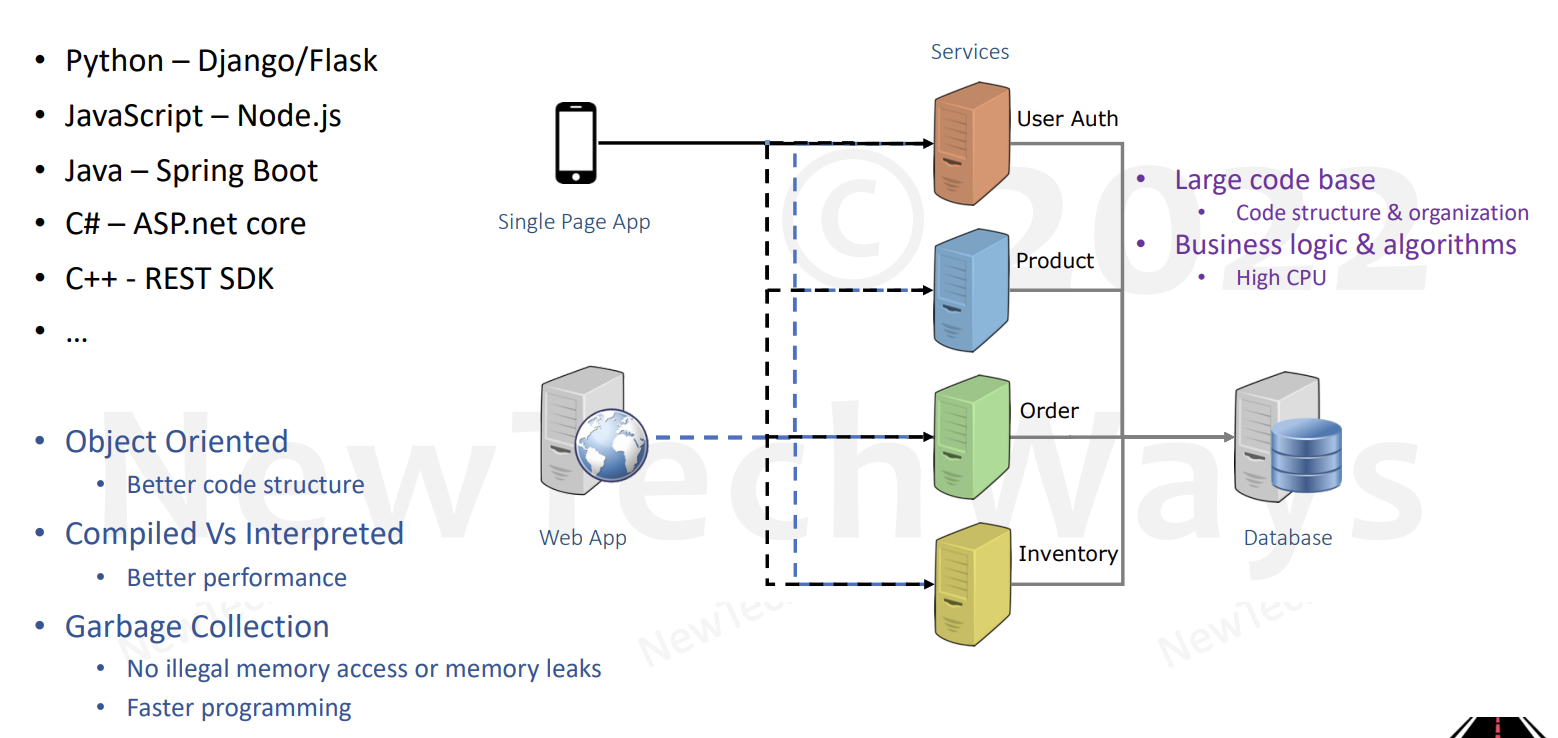 • Python – Django/Flask
• JavaScript – Node.js
• Java – Spring Boot
• C# – ASP.net core
• C++ - REST SDK
• ...
• Object Oriented
• Better code structure
• Compiled Vs Interpreted
• Better performance
• Garbage Collection
• No illegal memory access or memory leaks
• Faster programming
Single Page App
Web App
Services
User Auth
Product
Order
Inventory
• Large code base
• Code structure & organization
• Business logic & algorithms
• High CPU
Database
© 2022
NewTechWays